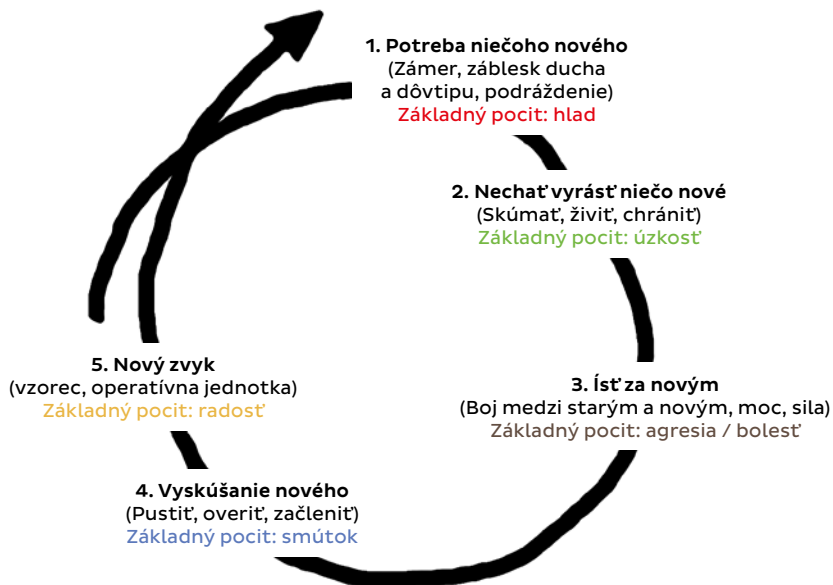 1. Potreba niečoho nového
(Zámer, záblesk ducha
a dôvtipu, podráždenie)
Základný pocit: hlad
2. Nechať vyrásť niečo nové
(Skúmať, živiť, chrániť)
Základný pocit: úzkosť
3. Ísť za novým
(Boj medzi starým a novým, moc, sila)
Základný pocit: agresia / bolesť
4. Vyskúšanie nového
(Pustiť, overiť, začleniť)
Základný pocit: smútok
5. Nový zvyk
(vzorec, operatívna jednotka)
Základný pocit: radosť